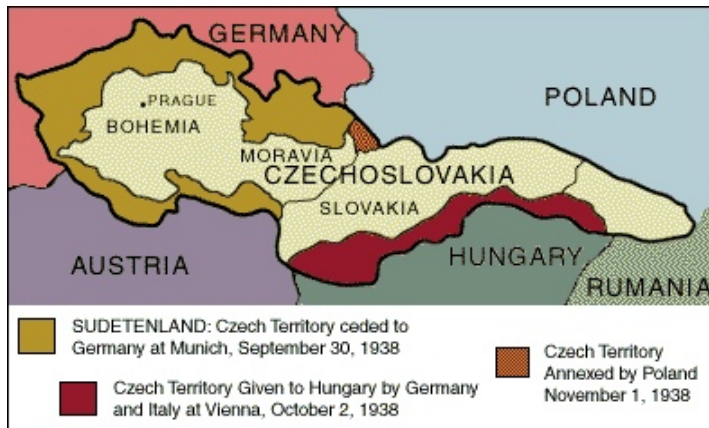 GERMANY
POLAND
PRAGUE
BOHEMIA
MORAVIA
CZECHOSLOVAKIA
SLOVAKIA
AUSTRIA
HUNGARY
RUMANIA
SUDETENLAND: Czech Territory ceded to
Germany at Munich, September 30, 1938
Czech Territory Given to Hungary by Germany
and Italy at Vienna, October 2, 1938
Czech Territory
Annexed by Poland
November 1, 1938